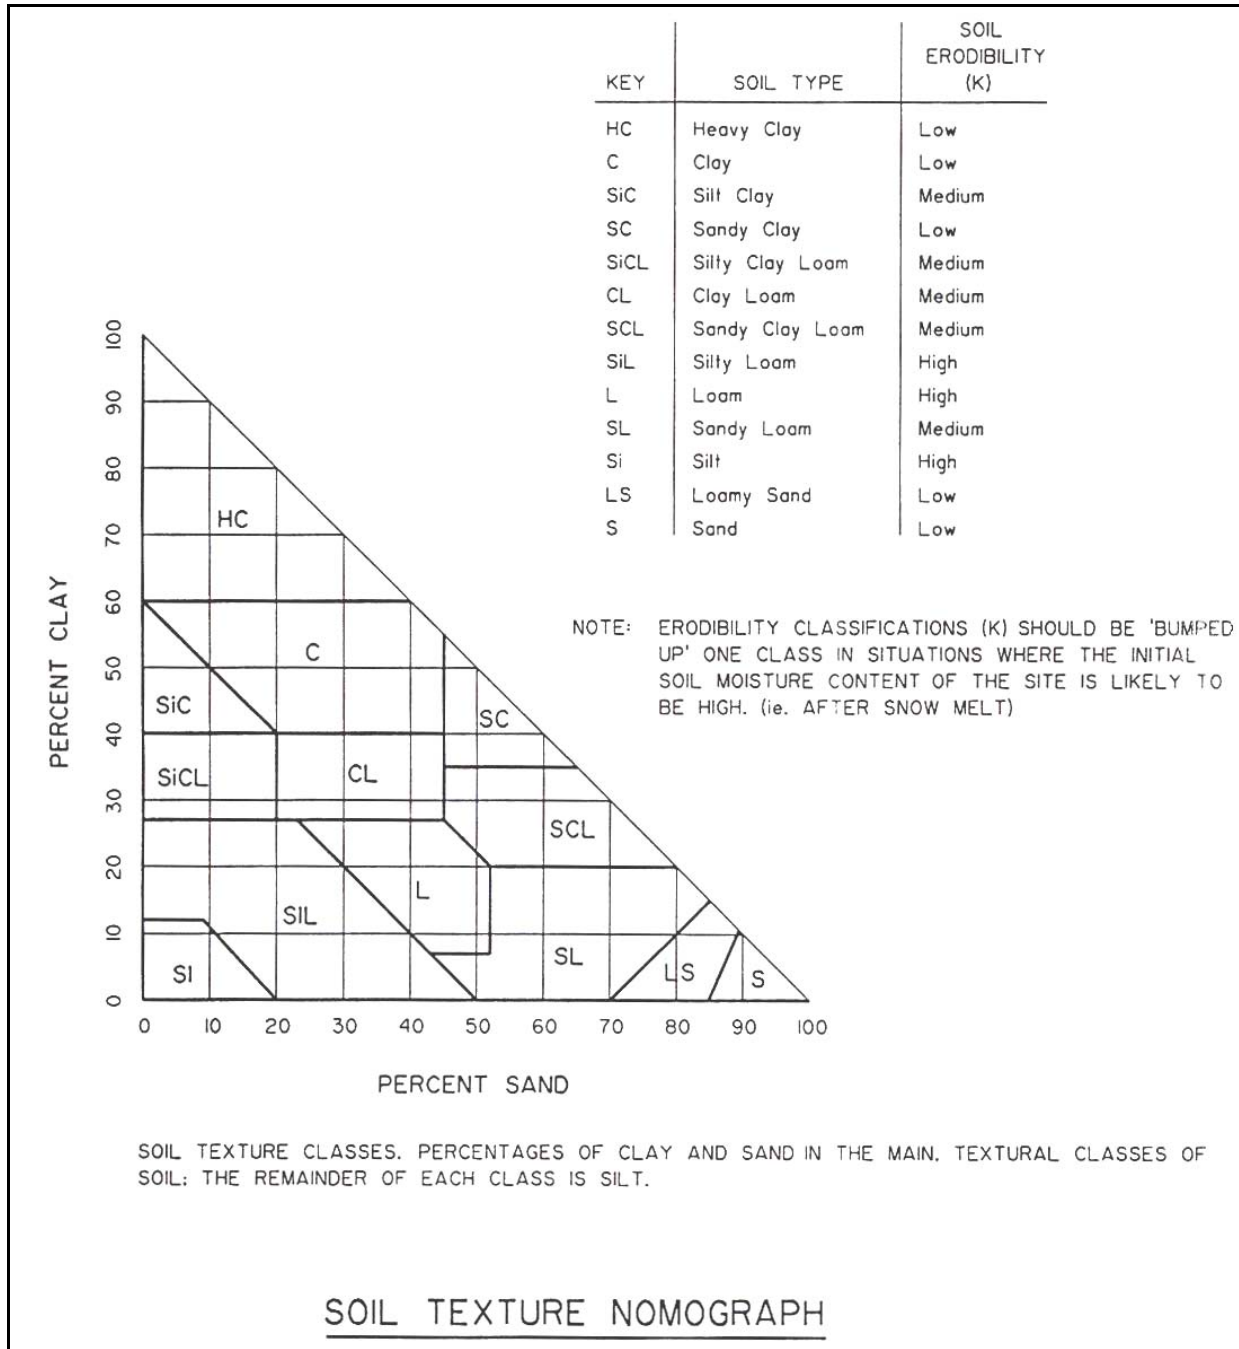 SOIL
ERODIBILITY
KEY SOIL TYPE (K)
HC Heavy Clay Low
C Clay Low
SiC Silt Clay Medium
SC Sandy Clay Low
SiCL Silty Clay Loam Medium
CL Clay Loam Medium
SCL Sandy Clay Loam Medium
SiL Silty Loam High
L Loam High
SL Sandy Loam Medium
Si Silt High
LS Loamy Sand Low
S Sand Low
NOTE: ERODIBILITY CLASSIFICATIONS (K) SHOULD BE 'BUMPED
UP' ONE CLASS IN SITUATIONS WHERE THE INITIAL
SOIL MOISTURE CONTENT OF THE SITE IS LIKELY TO
BE HIGH. (ie. AFTER SNOW MELT)
PERCENT CLAY
100
90
80
70
60
50
40
30
20
10
0
HC
C
SiC
SC
SiCL
CL
SCL
L
SIL
SL
SI
LS
S
0 10 20 30 40 50 60 70 80 90 100
PERCENT SAND
SOIL TEXTURE CLASSES. PERCENTAGES OF CLAY AND SAND IN THE MAIN. TEXTURAL CLASSES OF
SOIL: THE REMAINDER OF EACH CLASS IS SILT.
SOIL TEXTURE NOMOGRAPH